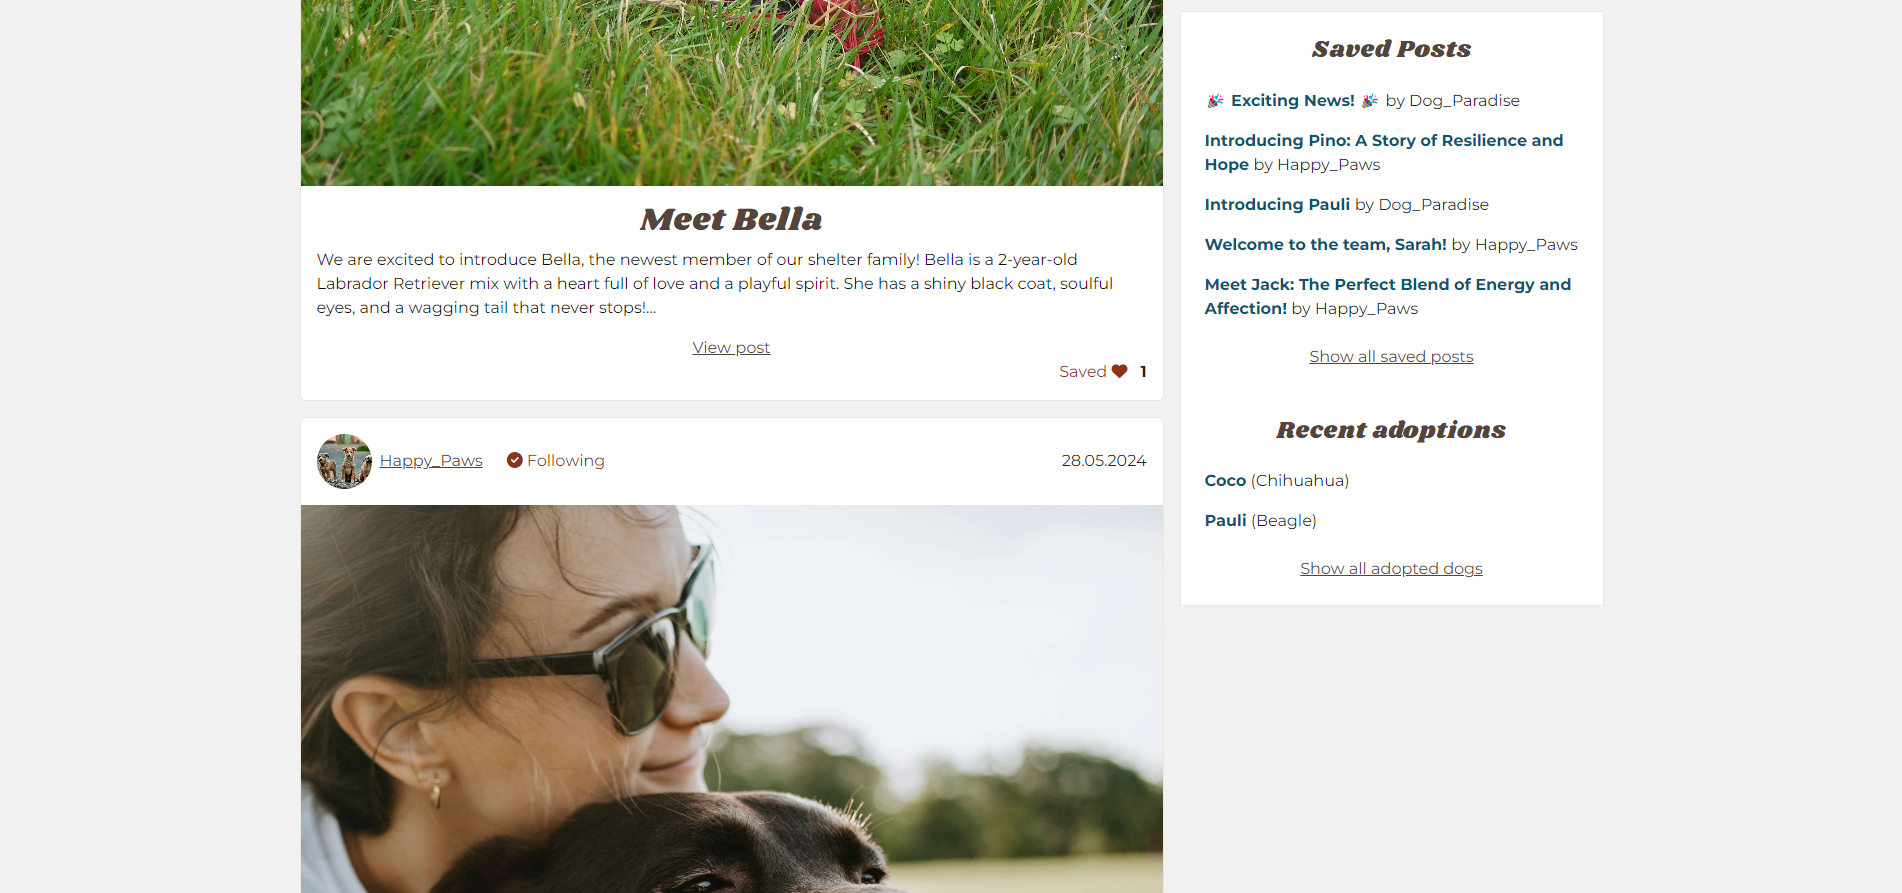 Meet Bella
We are excited to introduce Bella, the newest member of our shelter family! Bella is a 2-year-old
Labrador Retriever mix with a heart full of love and a playful spirit. She has a shiny black coat, soulful
eyes, and a wagging tail that never stops!...
View post
Saved 1
Happy_Paws Following 28.05.2024
Saved Posts
🎉 Exciting News! 🎉 by Dog_Paradise
Introducing Pino: A Story of Resilience and
Hope by Happy_Paws
Introducing Pauli by Dog_Paradise
Welcome to the team, Sarah! by Happy_Paws
Meet Jack: The Perfect Blend of Energy and
Affection! by Happy_Paws
Show all saved posts
Recent adoptions
Coco (Chihuahua)
Pauli (Beagle)
Show all adopted dogs